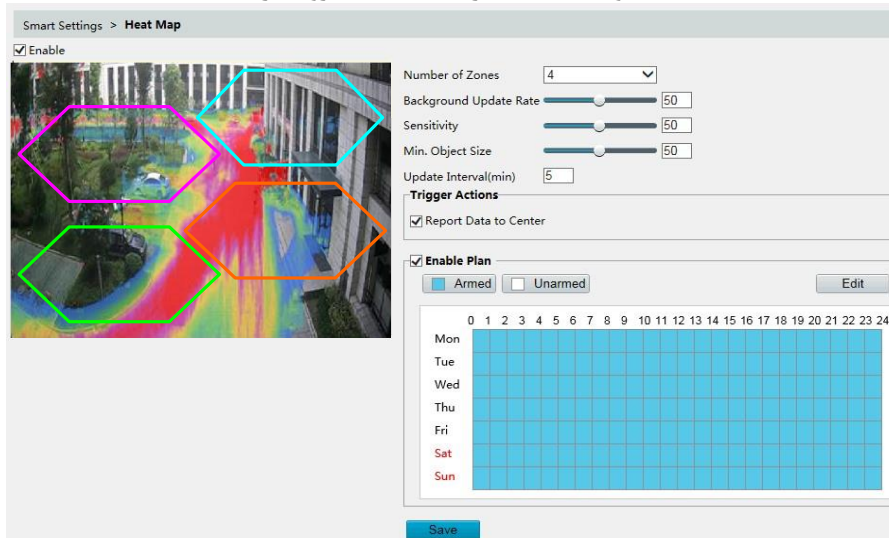 Smart Settings > Heat Map
Enable
Number of Zones 4
Background Update Rate 50
Sensitivity 50
Min. Object Size 50
Update Interval(min) 5
Trigger Actions
Report Data to Center
Enable Plan
Armed Unarmed Edit
0 1 2 3 4 5 6 7 8 9 10 11 12 13 14 15 16 17 18 19 20 21 22 23 24
Mon
Tue
Wed
Thu
Fri
Sat
Sun
Save